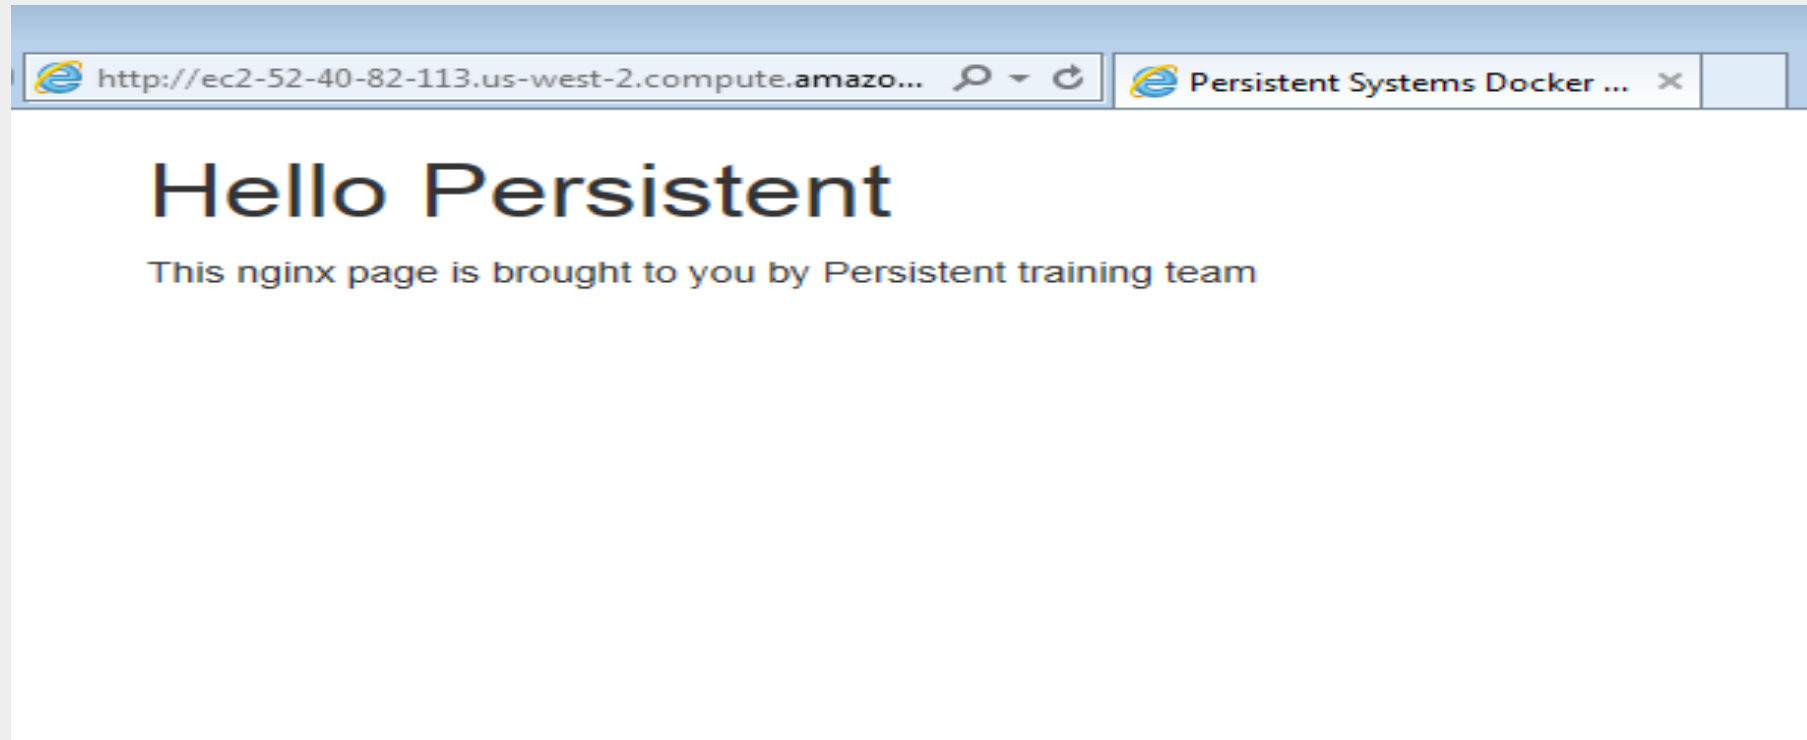 http://ec2-52-40-82-113.us-west-2.compute.amazo...
Persistent Systems Docker ...
Hello Persistent
This nginx page is brought to you by Persistent training team